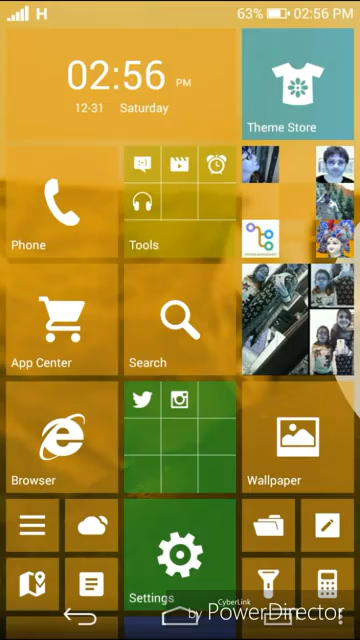 H 63% 02:56 PM
02:56 PM
12-31 Saturday
Theme Store
Phone
Tools
App Center
Search
Browser
Wallpaper
Settings
CyberLink
by PowerDirector